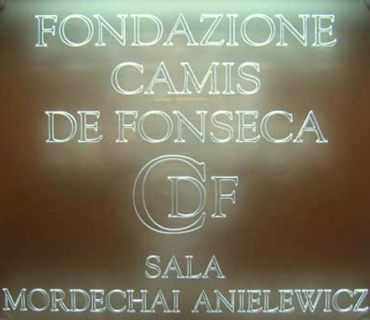 FONDAZIONE
CAMIS
DE FONSECA
CDF
SALA
MORDECHAI ANIELEWICZ